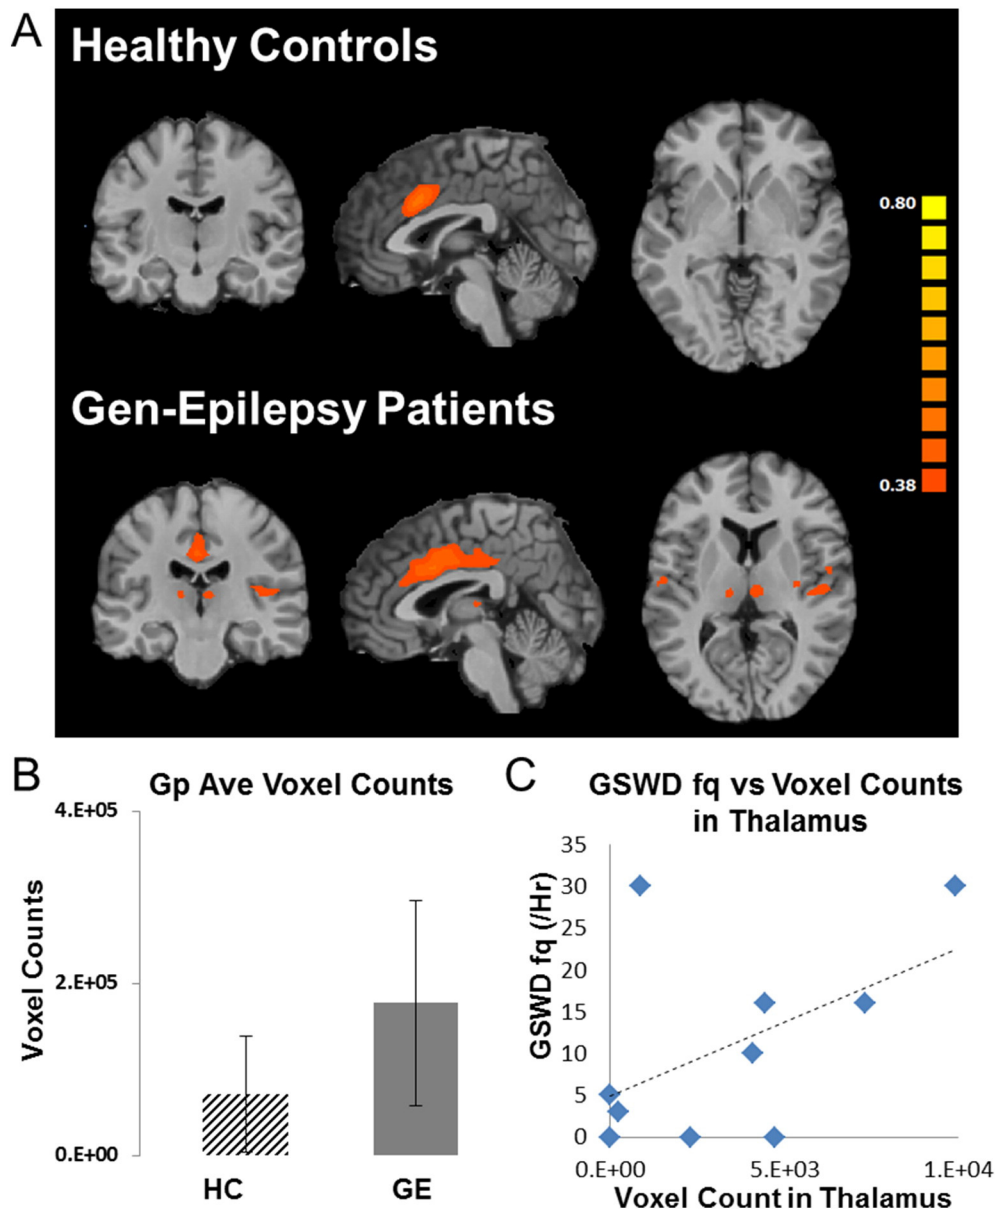 A
Healthy Controls
0.80
Gen-Epilepsy Patients
0.38
B
Gp Ave Voxel Counts
4.E+05
2.E+05
0.E+00
Voxel Counts
HC
GE
C
GSWD fq vs Voxel Counts
in Thalamus
35
30
25
20
15
10
5
0
GSWD fq (/Hr)
0.E+00
5.E+03
1.E+04
Voxel Count in Thalamus